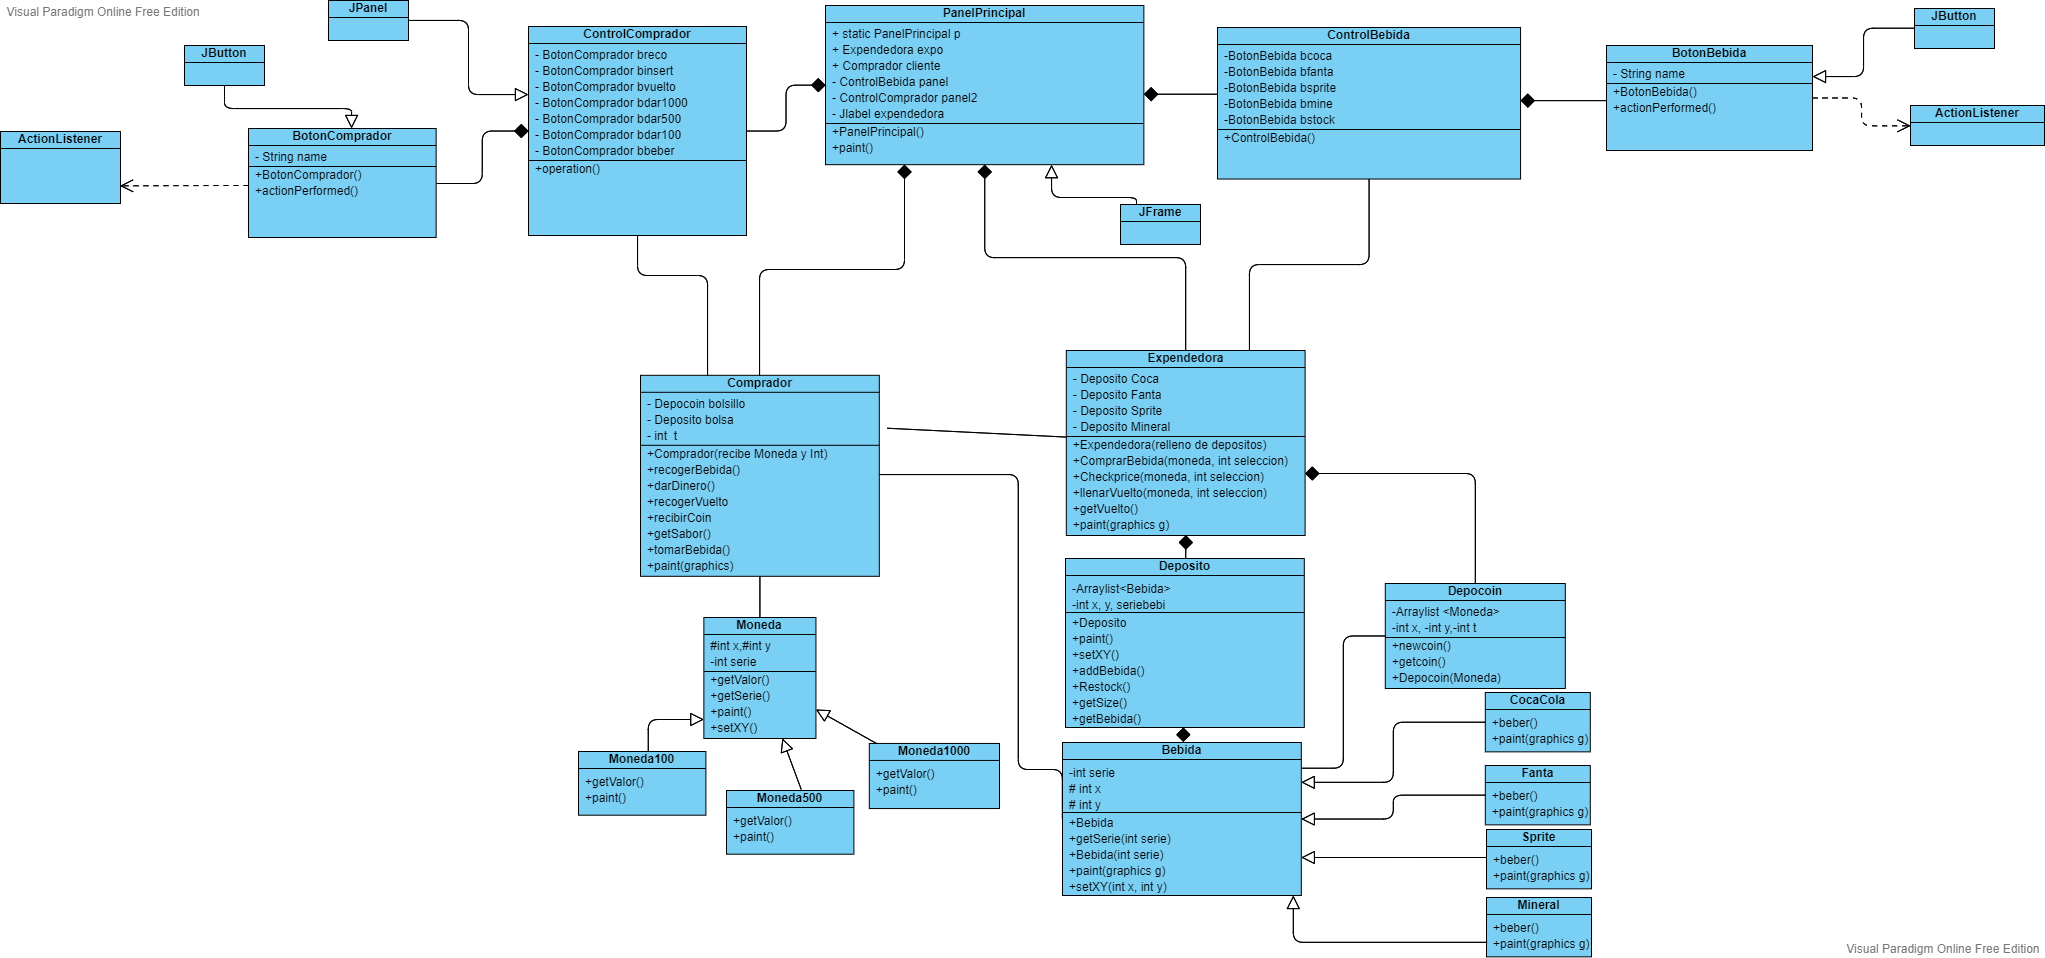 Visual Paradigm Online Free Edition
JPanel
JButton
ActionListener
BotonComprador
- String name
+BotonComprador()
+actionPerformed()
ControlComprador
- BotonComprador breco
- BotonComprador binsert
- BotonComprador bvuelto
- BotonComprador bdar1000
- BotonComprador bdar500
- BotonComprador bdar100
- BotonComprador bbeber
+operation()
PanelPrincipal
+ static PanelPrincipal p
+ Expendedora expo
+ Comprador cliente
- ControlBebida panel
- ControlComprador panel2
- Jlabel expendedora
+PanelPrincipal()
+paint()
JFrame
ControlBebida
-BotonBebida bcoca
-BotonBebida bfanta
-BotonBebida bsprite
-BotonBebida bmine
-BotonBebida bstock
+ControlBebida()
BotonBebida
- String name
+BotonBebida()
+actionPerformed()
JButton
ActionListener
Comprador
- Depocoin bolsillo
- Deposito bolsa
- int  t
+Comprador(recibe Moneda y Int)
+recogerBebida()
+darDinero()
+recogerVuelto
+recibirCoin
+getSabor()
+tomarBebida()
+paint(graphics)
Expendedora
- Deposito Coca
- Deposito Fanta
- Deposito Sprite
- Deposito Mineral
+Expendedora(relleno de depositos)
+ComprarBebida(moneda, int seleccion)
+Checkprice(moneda, int seleccion)
+llenarVuelto(moneda, int seleccion)
+getVuelto()
+paint(graphics g)
Deposito
-Arraylist<Bebida>
-int x, y, seriebebi
+Deposito
+paint()
+setXY()
+addBebida()
+Restock()
+getSize()
+getBebida()
Depocoin
-Arraylist <Moneda>
-int x, -int y,-int t
+newcoin()
+getcoin()
+Depocoin(Moneda)
Moneda
#int x,#int y
-int serie
+getValor()
+getSerie()
+paint()
+setXY()
Moneda100
+getValor()
+paint()
Moneda500
+getValor()
+paint()
Moneda1000
+getValor()
+paint()
Bebida
-int serie
# int x
# int y
+Bebida
+getSerie(int serie)
+Bebida(int serie)
+paint(graphics g)
+setXY(int x, int y)
CocaCola
+beber()
+paint(graphics g)
Fanta
+beber()
+paint(graphics g)
Sprite
+beber()
+paint(graphics g)
Mineral
+beber()
+paint(graphics g)
Visual Paradigm Online Free Edition